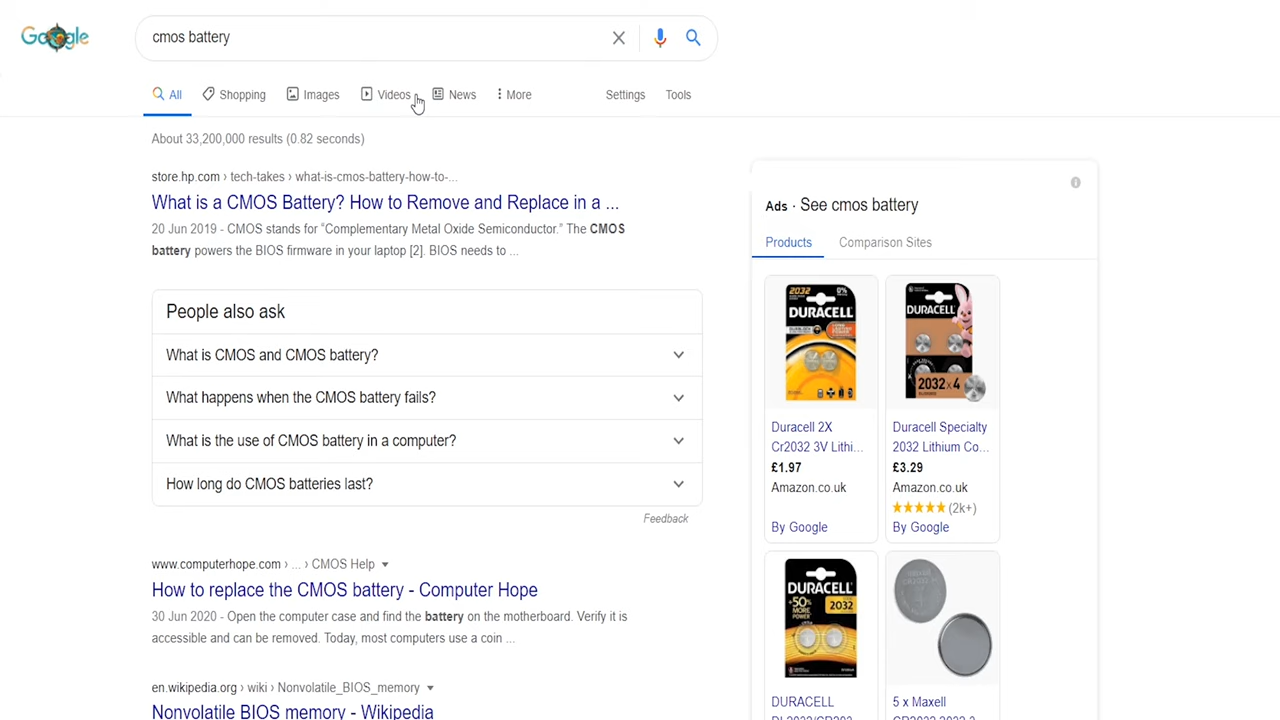 Google
cmos battery
All
Shopping
Images
Videos
News
More
Settings
Tools
About 33,200,000 results (0.82 seconds)
store.hp.com › tech-takes › what-is-cmos-battery-how-to-...
What is a CMOS Battery? How to Remove and Replace in a ...
20 Jun 2019 - CMOS stands for “Complementary Metal Oxide Semiconductor.” The CMOS
battery powers the BIOS firmware in your laptop [2]. BIOS needs to ...
People also ask
What is CMOS and CMOS battery?
What happens when the CMOS battery fails?
What is the use of CMOS battery in a computer?
How long do CMOS batteries last?
Feedback
www.computerhope.com › ... › CMOS Help
How to replace the CMOS battery - Computer Hope
30 Jun 2020 - Open the computer case and find the battery on the motherboard. Verify it is
accessible and can be removed. Today, most computers use a coin ...
en.wikipedia.org › wiki › Nonvolatile_BIOS_memory
Nonvolatile BIOS memory - Wikipedia
Ads · See cmos battery
Products
Comparison Sites
2032
0%
DURACELL
Duracell 2X
Cr2032 3V Lithi...
£1.97
Amazon.co.uk
By Google
DURACELL
2032x4
Duracell Specialty
2032 Lithium Co...
£3.29
Amazon.co.uk
(2k+)
By Google
DURACELL
+50%
MORE
POWER
2032
DURACELL
5 x Maxell